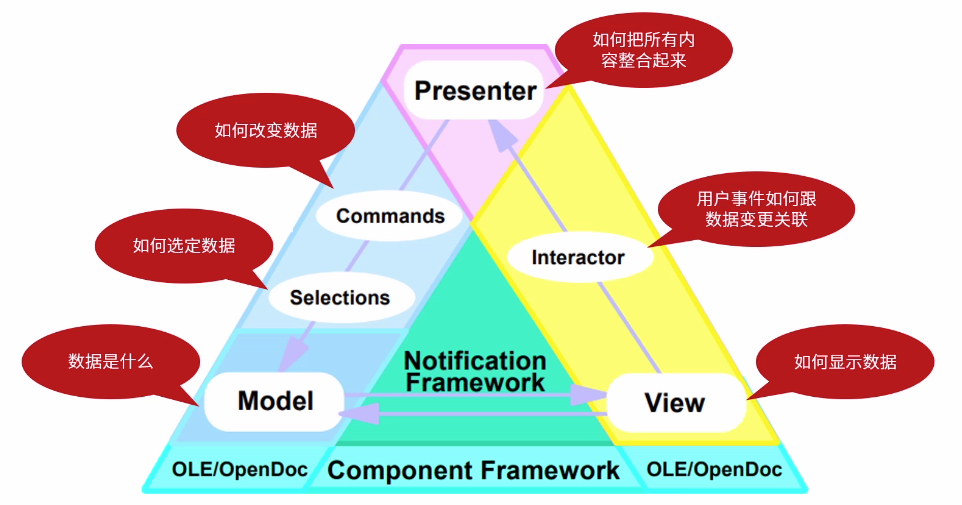 如何把所有内
容整合起来
Presenter
如何改变数据
Commands
用户事件如何跟
数据变更关联
如何选定数据
Interactor
Selections
数据是什么
Notification
Framework
如何显示数据
Model
View
OLE/OpenDoc
Component Framework
OLE/OpenDoc